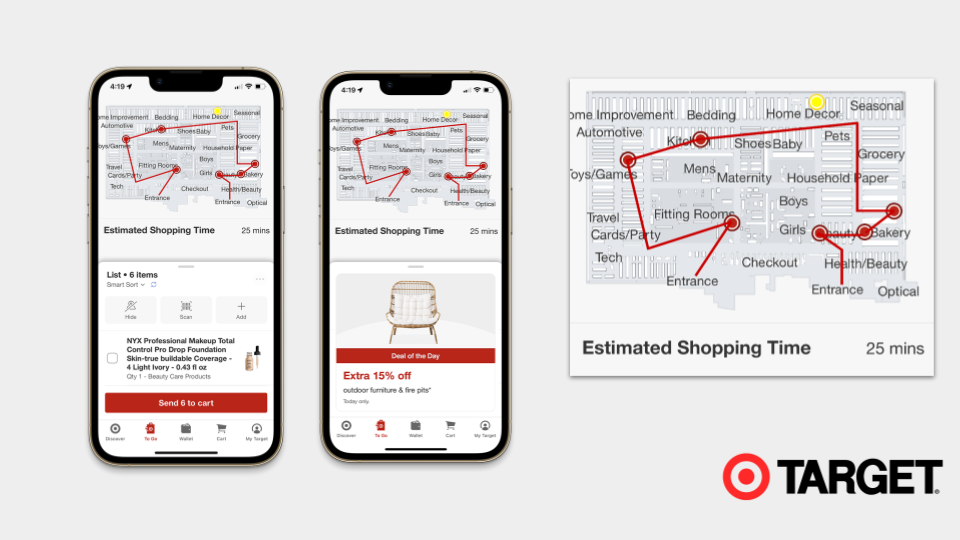 4:19
ome Improvement
Bedding
Home Decor
Seasonal
Automotive
Kitchen
Shoes
Baby
Pets
Grocery
oys/Games
Mens
Maternity
Household Paper
Boys
Travel
Fitting Rooms
Cards/Party
Girls
Beauty
Bakery
Tech
Checkout
Health/Beauty
Entrance
Entrance
Optical
Estimated Shopping Time
25 mins
List • 6 items
Smart Sort
Hide
Scan
Add
NYX Professional Makeup Total
Control Pro Drop Foundation
Skin-true buildable Coverage -
4 Light Ivory - 0.43 fl oz
Qty 1 - Beauty Care Products
Send 6 to cart
Discover
To Go
Wallet
Cart
My Target
4:19
ome Improvement
Bedding
Home Decor
Seasonal
Automotive
Kitchen
Shoes
Baby
Pets
Grocery
oys/Games
Mens
Maternity
Household Paper
Boys
Travel
Fitting Rooms
Cards/Party
Girls
Beauty
Bakery
Tech
Checkout
Health/Beauty
Entrance
Entrance
Optical
Estimated Shopping Time
25 mins
Deal of the Day
Extra 15% off
outdoor furniture & fire pits*
Today only.
Discover
To Go
Wallet
Cart
My Target
ome Improvement
Bedding
Home Decor
Seasonal
Automotive
Kitchen
Shoes
Baby
Pets
Grocery
Toys/Games
Mens
Maternity
Household Paper
Boys
Travel
Fitting Rooms
Cards/Party
Girls
Beauty
Bakery
Tech
Checkout
Health/Beauty
Entrance
Entrance
Optical
Estimated Shopping Time
25 mins
TARGET®